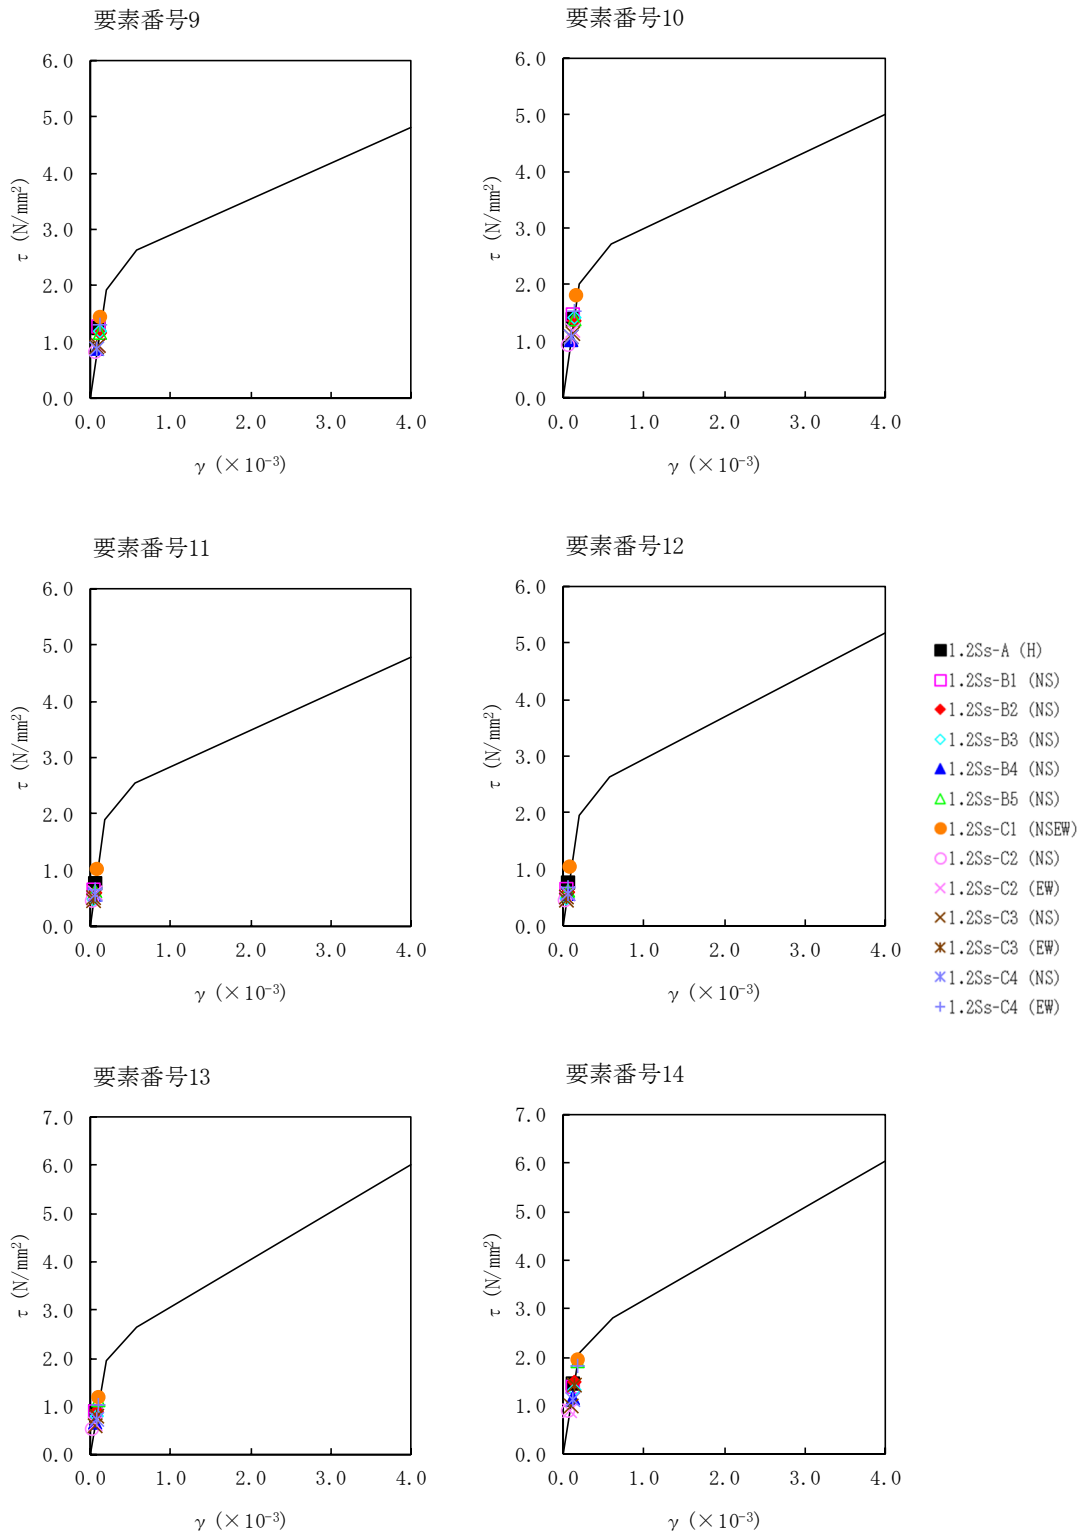 要素番号9
6.0
5.0
4.0
3.0
2.0
1.0
0.0
τ (N/mm²)
0.0 1.0 2.0 3.0 4.0
γ (×10⁻³)
要素番号10
6.0
5.0
4.0
3.0
2.0
1.0
0.0
τ (N/mm²)
0.0 1.0 2.0 3.0 4.0
γ (×10⁻³)
要素番号11
6.0
5.0
4.0
3.0
2.0
1.0
0.0
τ (N/mm²)
0.0 1.0 2.0 3.0 4.0
γ (×10⁻³)
要素番号12
6.0
5.0
4.0
3.0
2.0
1.0
0.0
τ (N/mm²)
0.0 1.0 2.0 3.0 4.0
γ (×10⁻³)
1.2Ss-A (H)
1.2Ss-B1 (NS)
1.2Ss-B2 (NS)
1.2Ss-B3 (NS)
1.2Ss-B4 (NS)
1.2Ss-B5 (NS)
1.2Ss-C1 (NSEW)
1.2Ss-C2 (NS)
1.2Ss-C2 (EW)
1.2Ss-C3 (NS)
1.2Ss-C3 (EW)
1.2Ss-C4 (NS)
1.2Ss-C4 (EW)
要素番号13
7.0
6.0
5.0
4.0
3.0
2.0
1.0
0.0
τ (N/mm²)
0.0 1.0 2.0 3.0 4.0
γ (×10⁻³)
要素番号14
7.0
6.0
5.0
4.0
3.0
2.0
1.0
0.0
τ (N/mm²)
0.0 1.0 2.0 3.0 4.0
γ (×10⁻³)